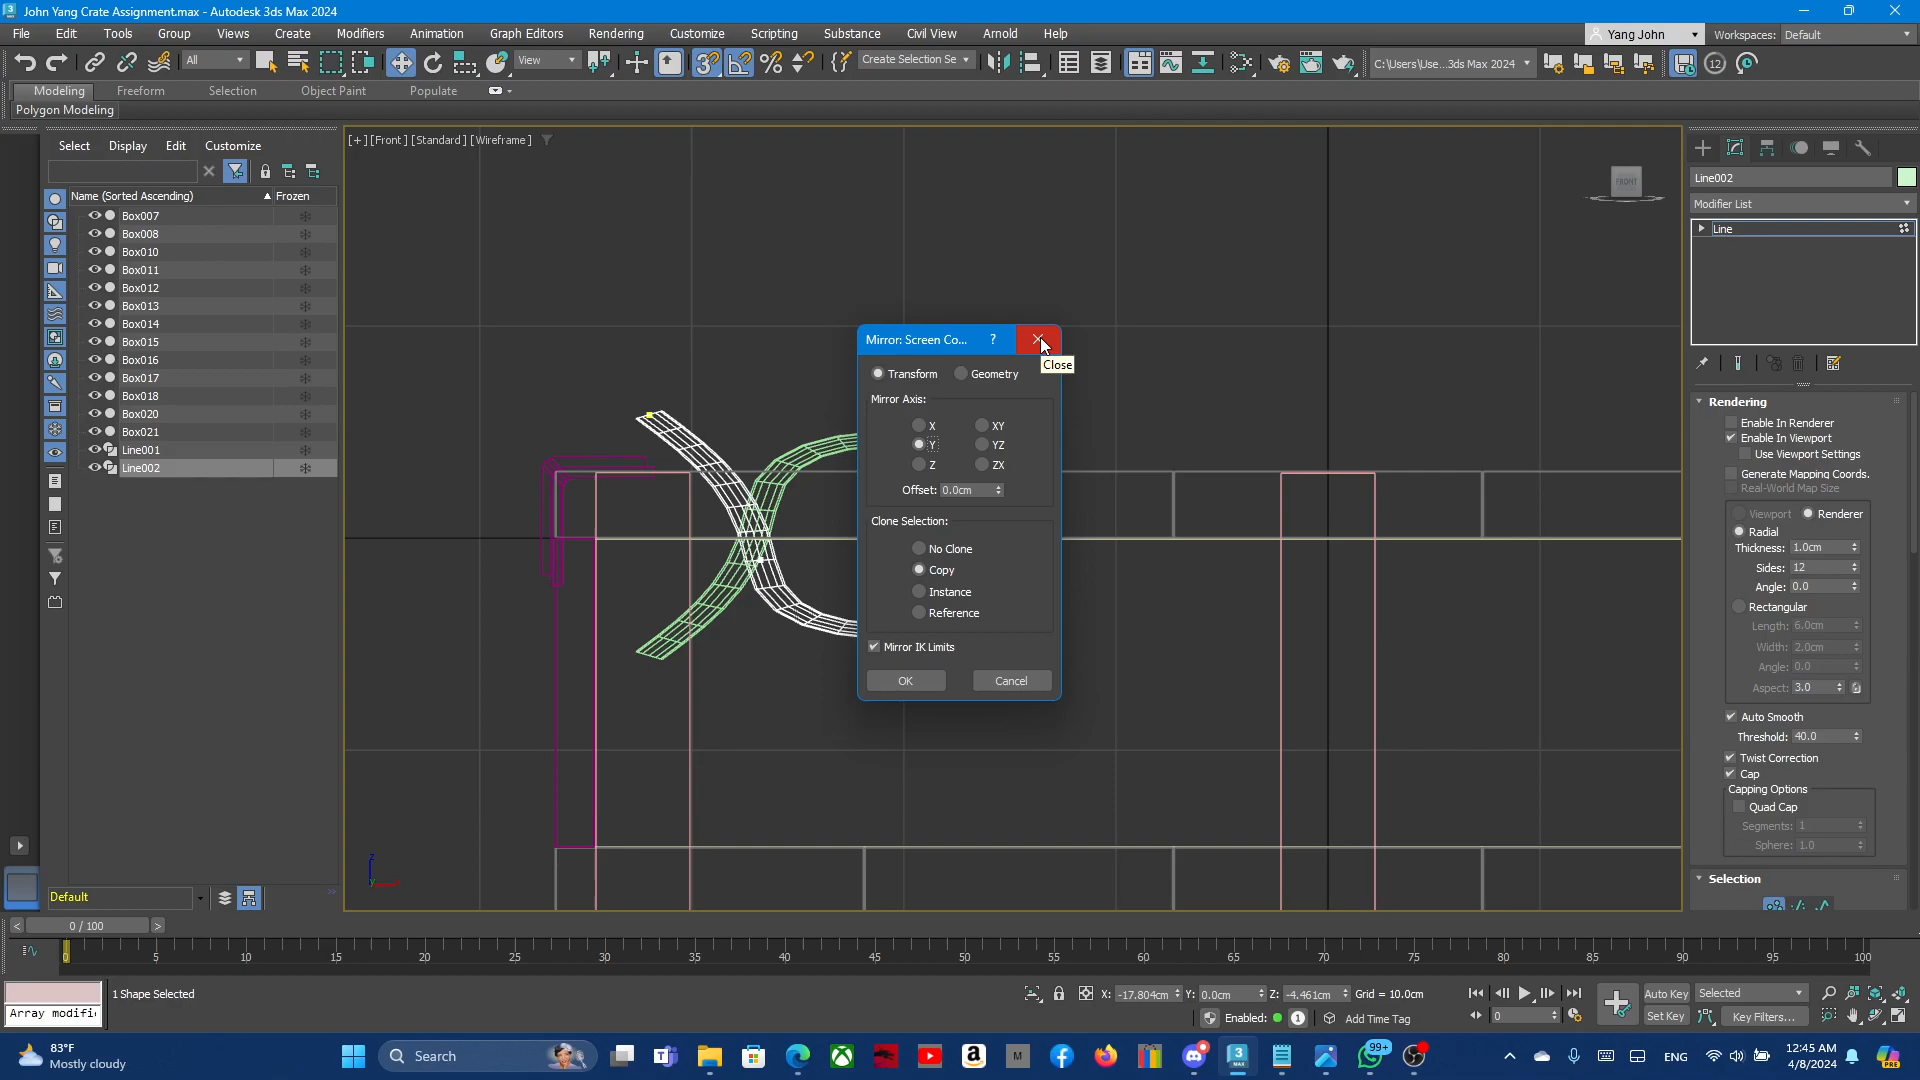 John Yang Crate Assignment.max - Autodesk 3ds Max 2024
File Edit Tools Group Views Create Modifiers Animation Graph Editors Rendering Customize Scripting Substance Civil View Arnold Help
Yang John
Workspaces: Default
All
View
Create Selection Se
C:\Users\Use...3ds Max 2024
12
Modeling Freeform Selection Object Paint Populate
Polygon Modeling
Select Display Edit Customize
Name (Sorted Ascending) Frozen
Box007
Box008
Box010
Box011
Box012
Box013
Box014
Box015
Box016
Box017
Box018
Box020
Box021
Line001
Line002
Default
[+] [Front] [Standard] [Wireframe]
FRONT
Mirror: Screen Co... ?
Close
Transform Geometry
Mirror Axis:
X XY
Y YZ
Z ZX
Offset: 0.0cm
Clone Selection:
No Clone
Copy
Instance
Reference
Mirror IK Limits
OK Cancel
z
Line002
Modifier List
Line
Rendering
Enable In Renderer
Enable In Viewport
Use Viewport Settings
Generate Mapping Coords.
Real-World Map Size
Viewport Renderer
Radial
Thickness: 1.0cm
Sides: 12
Angle: 0.0
Rectangular
Length: 6.0cm
Width: 2.0cm
Angle: 0.0
Aspect: 3.0
Auto Smooth
Threshold: 40.0
Twist Correction
Cap
Capping Options
Quad Cap
Segments: 1
Sphere: 1.0
Selection
< 0 / 100 >
0 5 10 15 20 25 30 35 40 45 50 55 60 65 70 75 80 85 90 95 100
1 Shape Selected
Array modifi
X: -17.804cm Y: 0.0cm Z: -4.461cm Grid = 10.0cm
Enabled: 1 Add Time Tag
0
Auto Key Selected
Set Key Key Filters...
83°F
Mostly cloudy
Search
M
3
MAX
99+
ENG
12:45 AM
4/8/2024
PRE